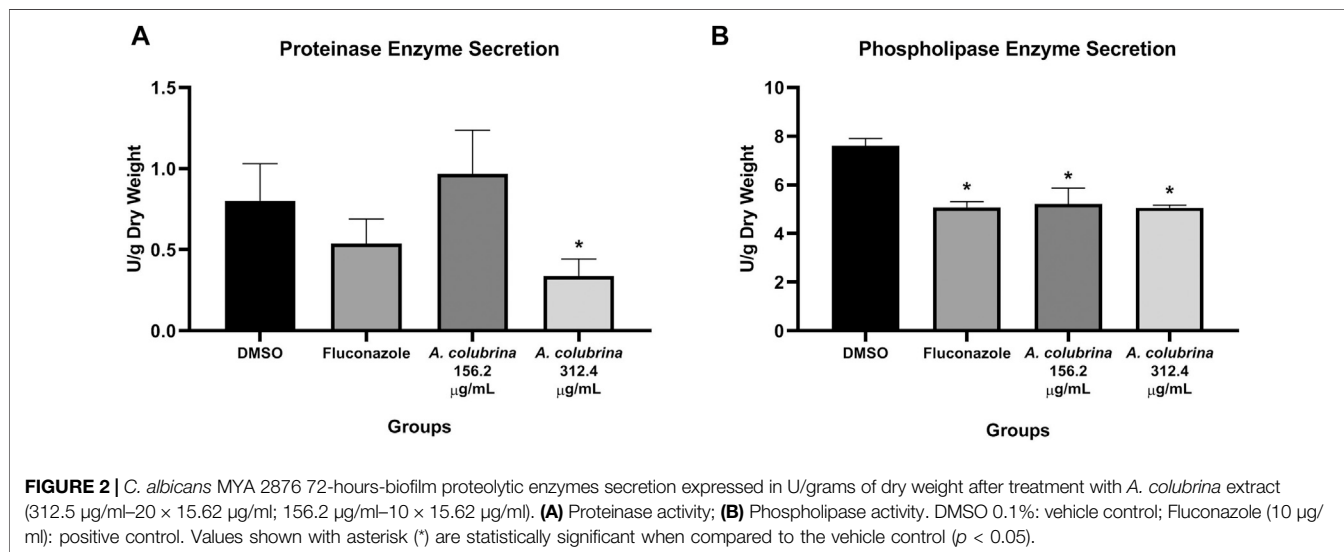 A
Proteinase Enzyme Secretion
U/g Dry Weight
1.5
1.0
0.5
0.0
*
DMSO
Fluconazole
A. colubrina
156.2
μg/mL
A. colubrina
312.4
μg/mL
Groups
B
Phospholipase Enzyme Secretion
U/g Dry Weight
10
8
6
4
2
0
*
*
*
DMSO
Fluconazole
A. colubrina
156.2
μg/mL
A. colubrina
312.4
μg/mL
Groups
FIGURE 2 | C. albicans MYA 2876 72-hours-biofilm proteolytic enzymes secretion expressed in U/grams of dry weight after treatment with A. colubrina extract
(312.5 μg/ml–20 × 15.62 μg/ml; 156.2 μg/ml–10 × 15.62 μg/ml). (A) Proteinase activity; (B) Phospholipase activity. DMSO 0.1%: vehicle control; Fluconazole (10 μg/
ml): positive control. Values shown with asterisk (*) are statistically significant when compared to the vehicle control (p < 0.05).